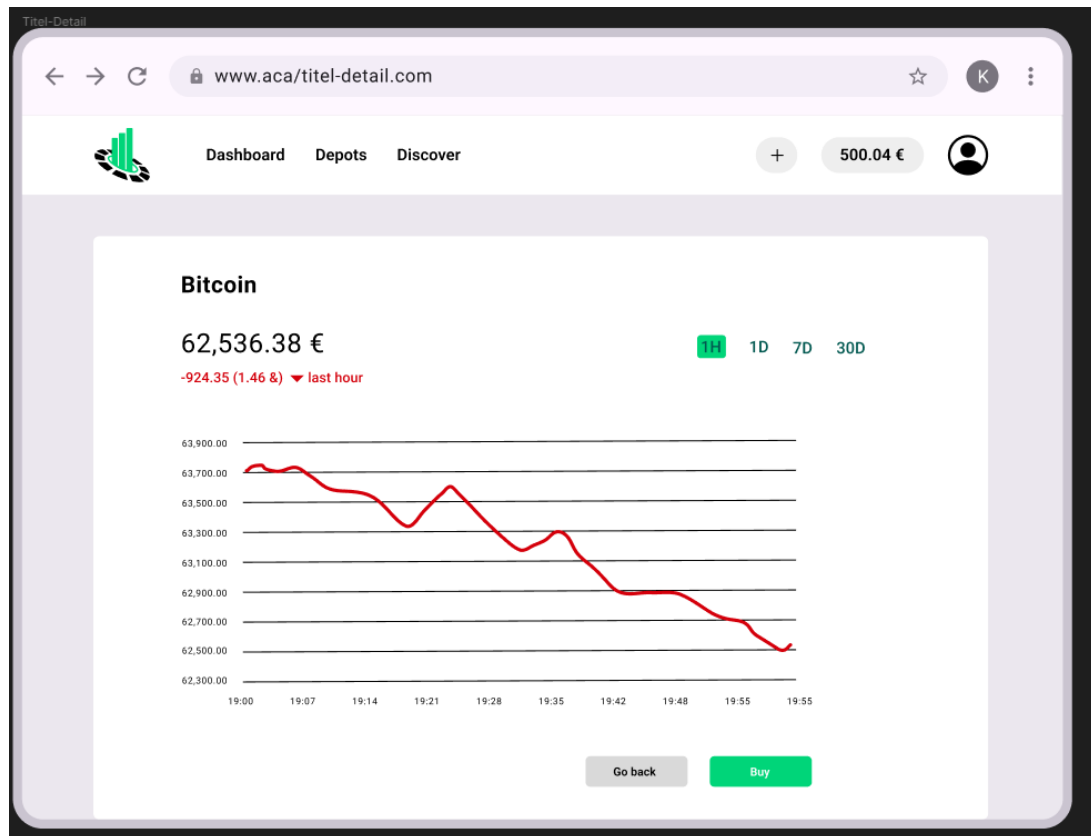 Titel-Detail
www.aca/titel-detail.com
K
Dashboard Depots Discover + 500.04 €
Bitcoin
62,536.38 €
1H 1D 7D 30D
-924.35 (1.46 &) last hour
63,900.00
63,700.00
63,500.00
63,300.00
63,100.00
62,900.00
62,700.00
62,500.00
62,300.00
19:00 19:07 19:14 19:21 19:28 19:35 19:42 19:48 19:55 19:55
Go back Buy